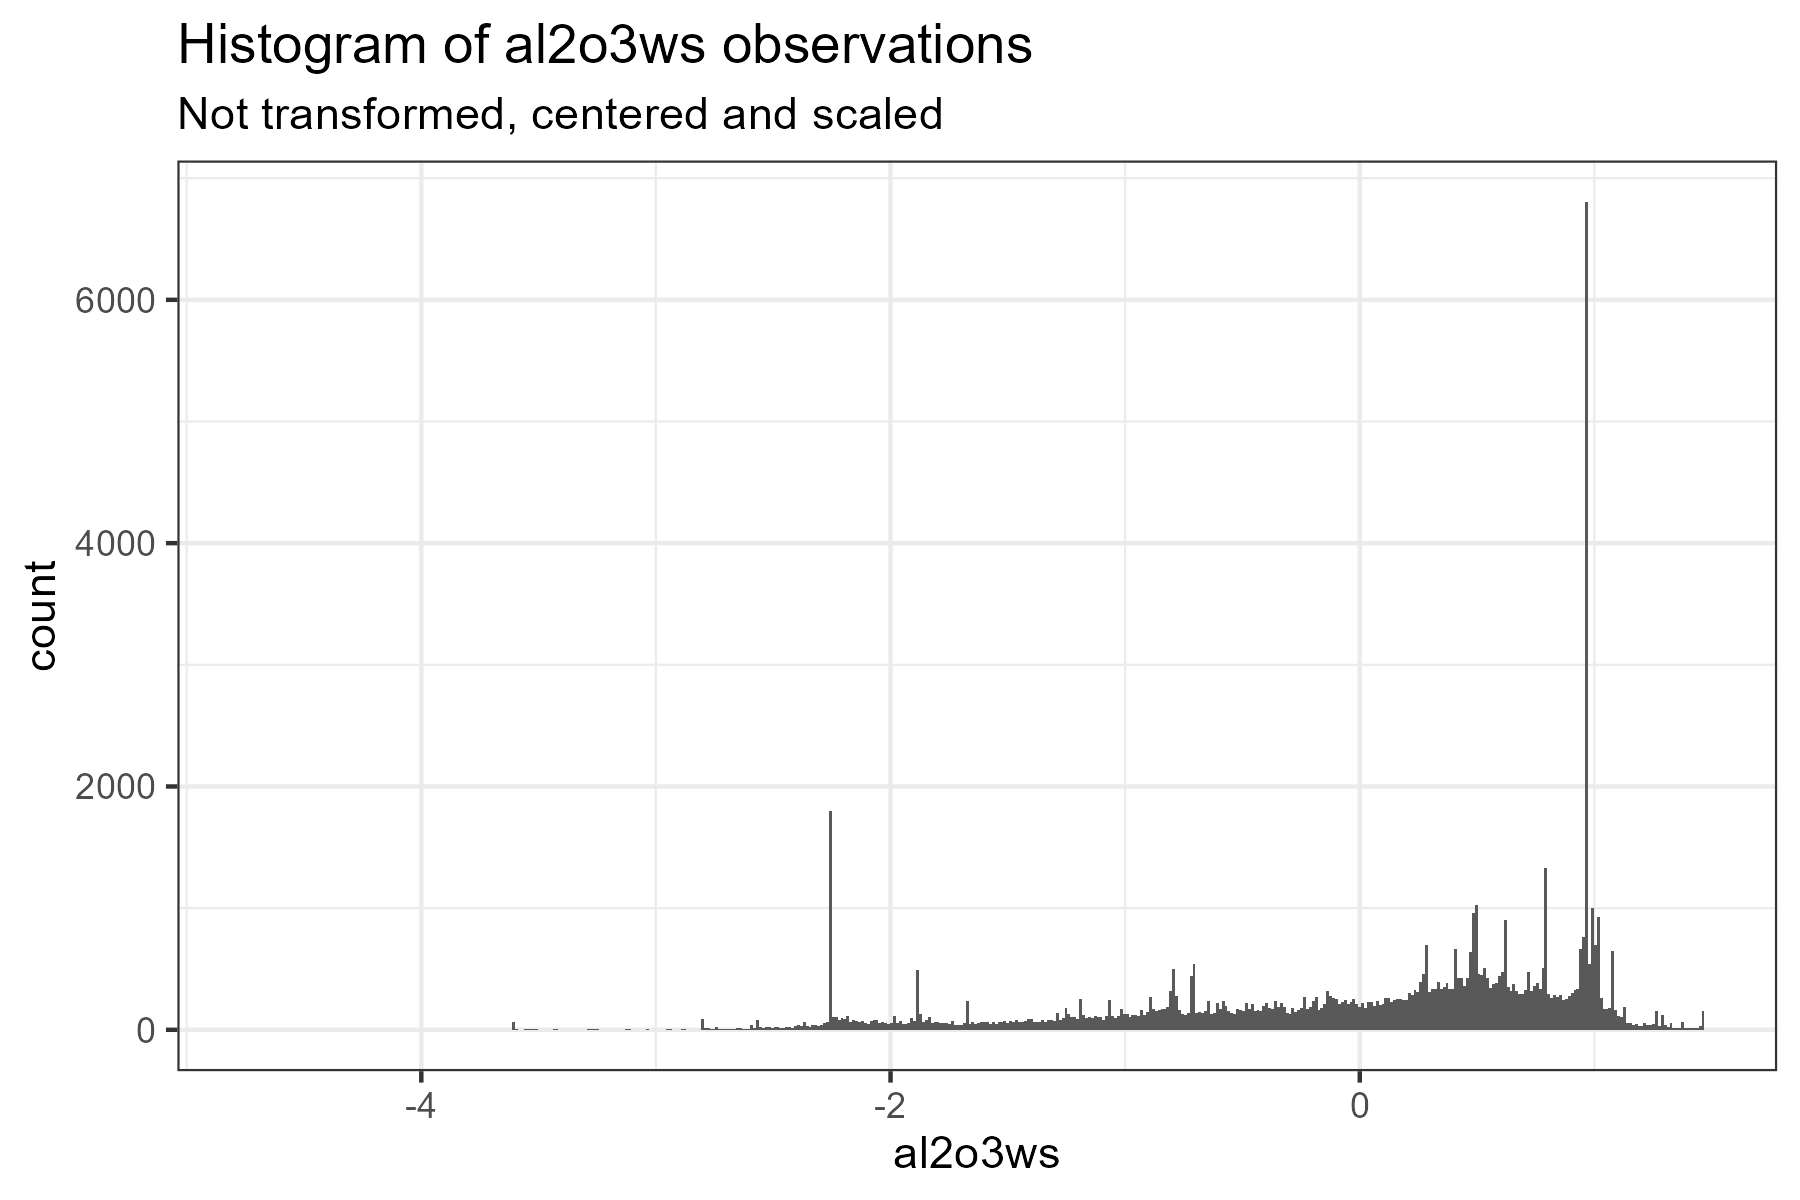 Histogram of al2o3ws observations
Not transformed, centered and scaled
6000
4000
2000
0
count
-4
-2
0
al2o3ws